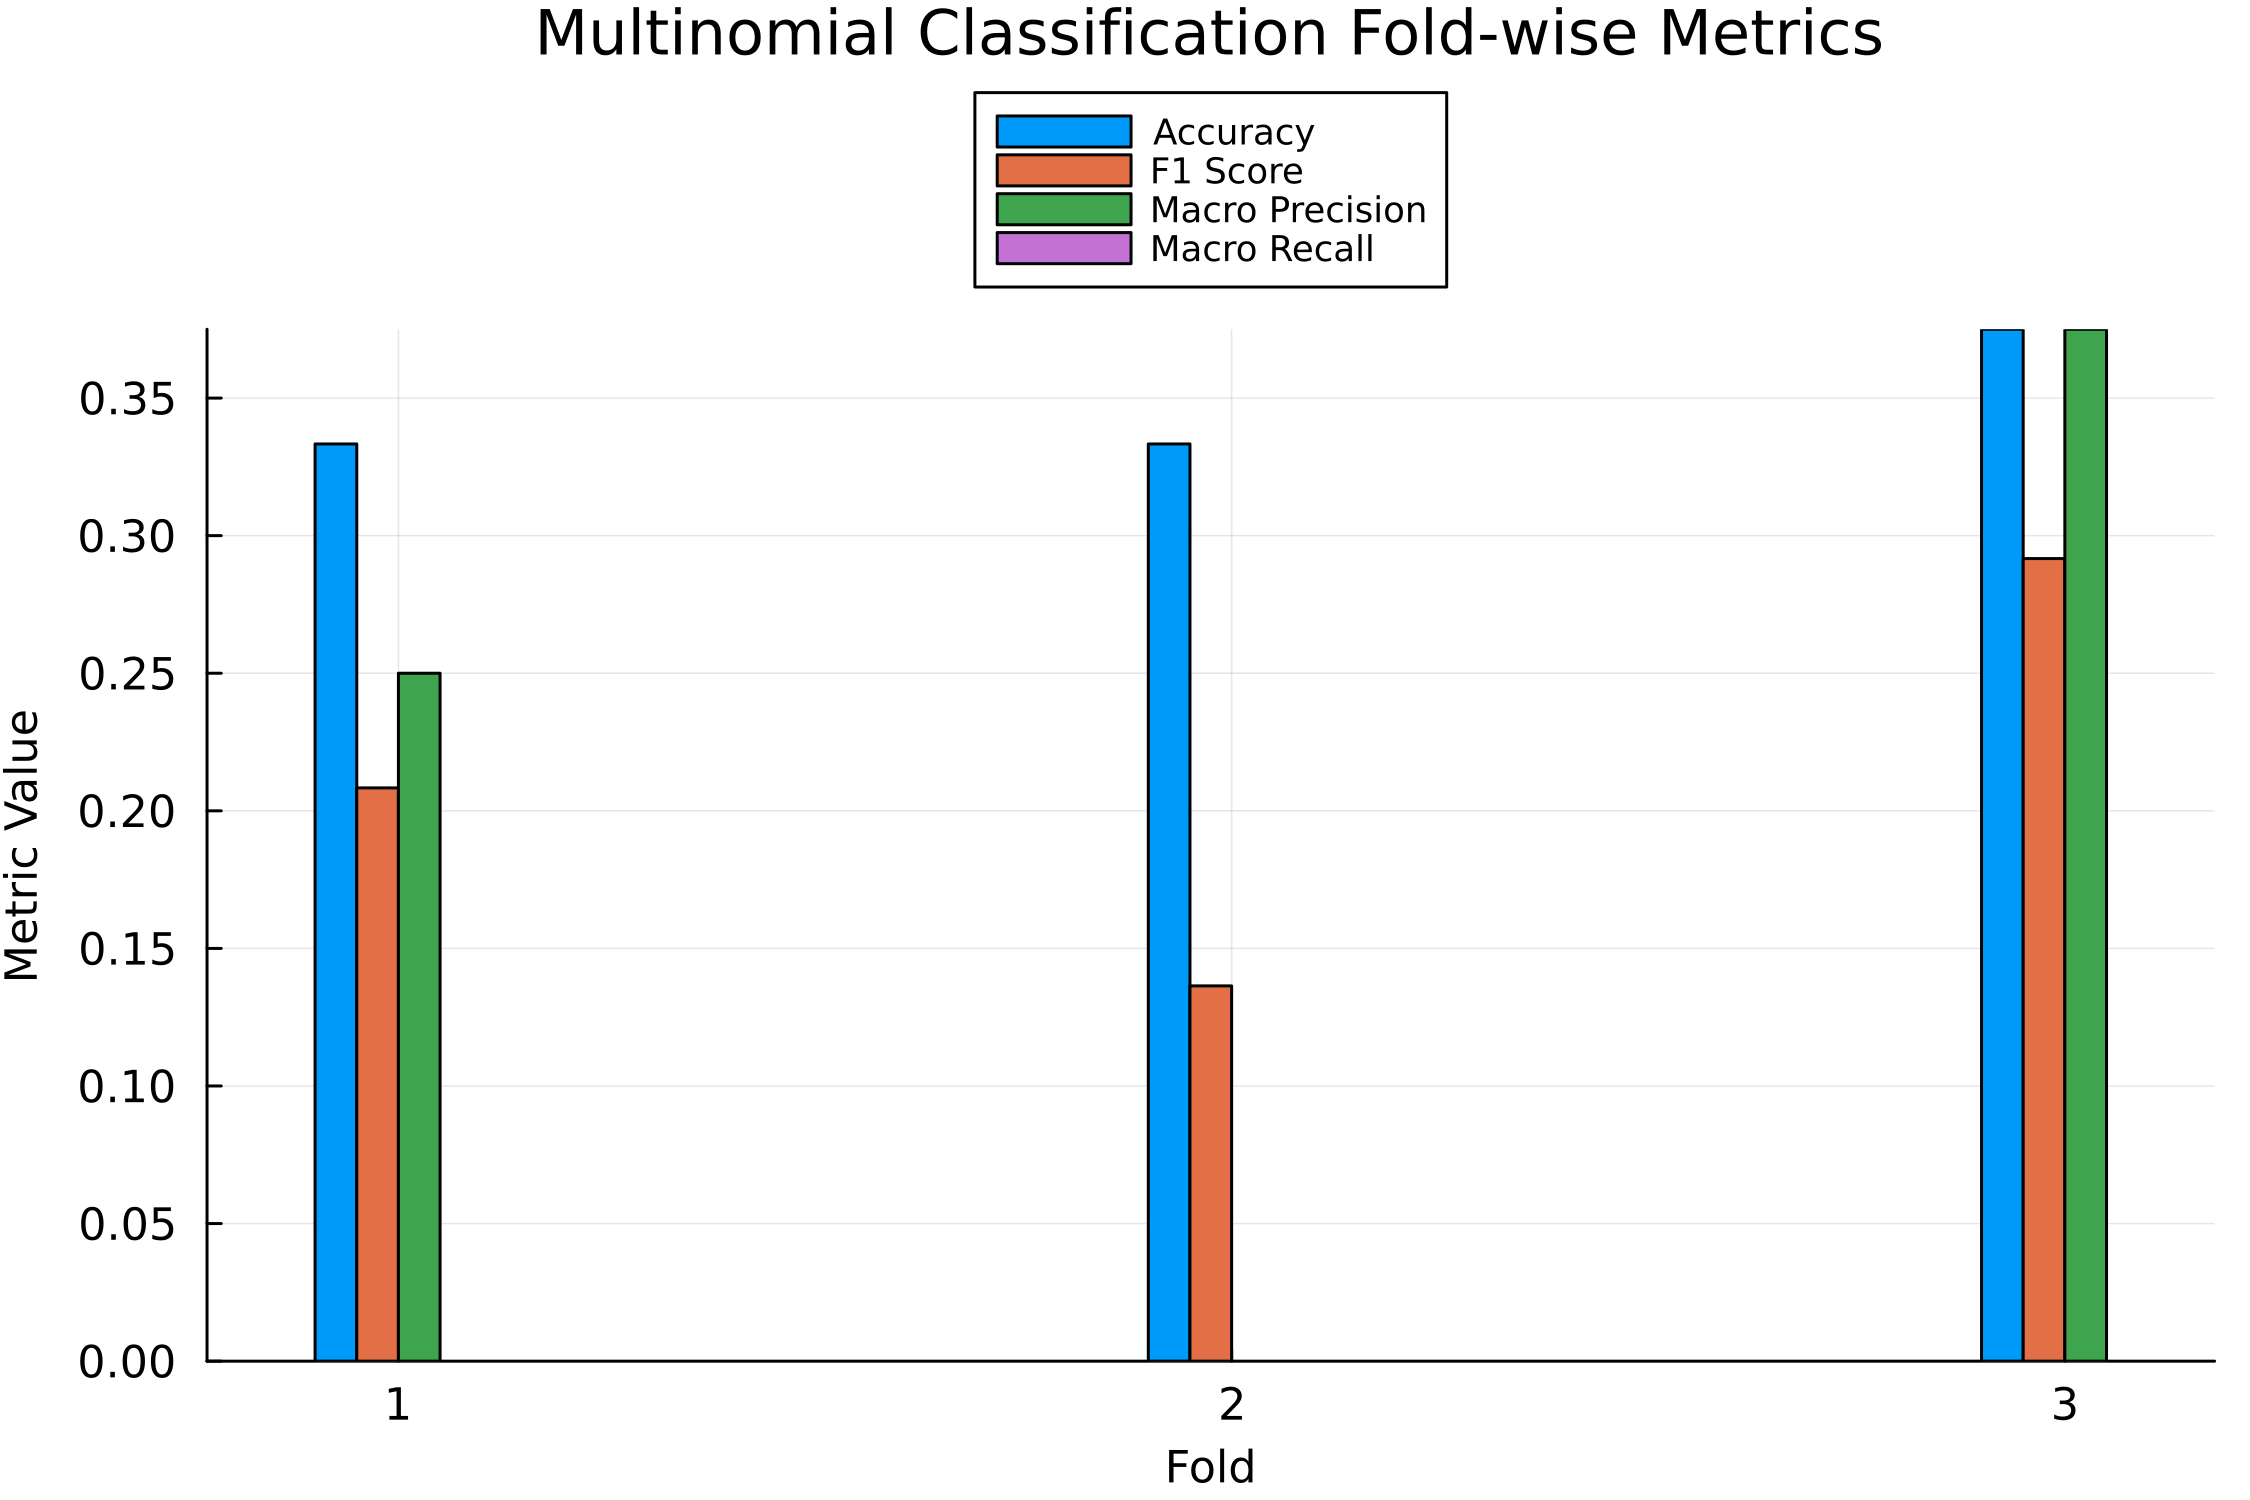 Multinomial Classification Fold-wise Metrics
Accuracy
F1 Score
Macro Precision
Macro Recall
0.35
0.30
0.25
0.20
0.15
0.10
0.05
0.00
Metric Value
1 2 3
Fold